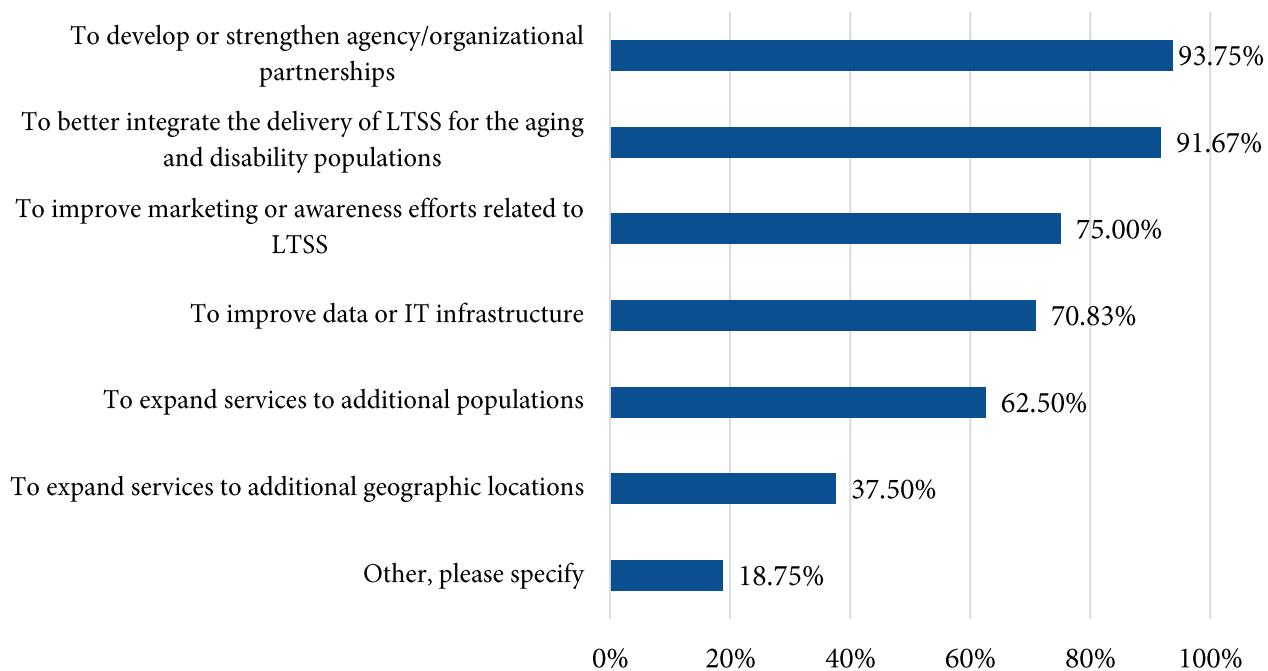 To develop or strengthen agency/organizational
partnerships
93.75%
To better integrate the delivery of LTSS for the aging
and disability populations
91.67%
To improve marketing or awareness efforts related to
LTSS
75.00%
To improve data or IT infrastructure
70.83%
To expand services to additional populations
62.50%
To expand services to additional geographic locations
37.50%
Other, please specify
18.75%
0% 20% 40% 60% 80% 100%